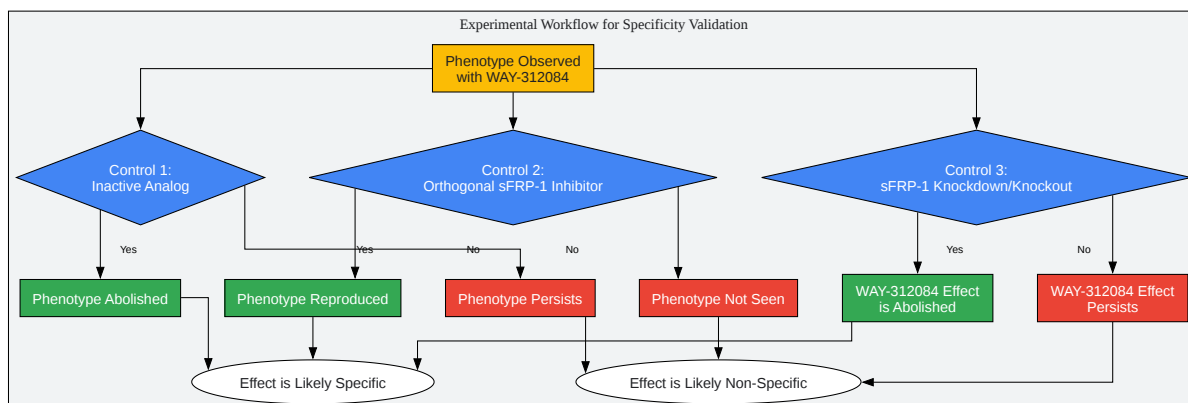 Experimental Workflow for Specificity Validation
Phenotype Observed
with WAY-312084
Control 1:
Inactive Analog
Control 2:
Orthogonal sFRP-1 Inhibitor
Control 3:
sFRP-1 Knockdown/Knockout
Yes
Yes
No
No
Yes
No
Phenotype Abolished
Phenotype Reproduced
Phenotype Persists
Phenotype Not Seen
WAY-312084 Effect
is Abolished
WAY-312084 Effect
Persists
Effect is Likely Specific
Effect is Likely Non-Specific